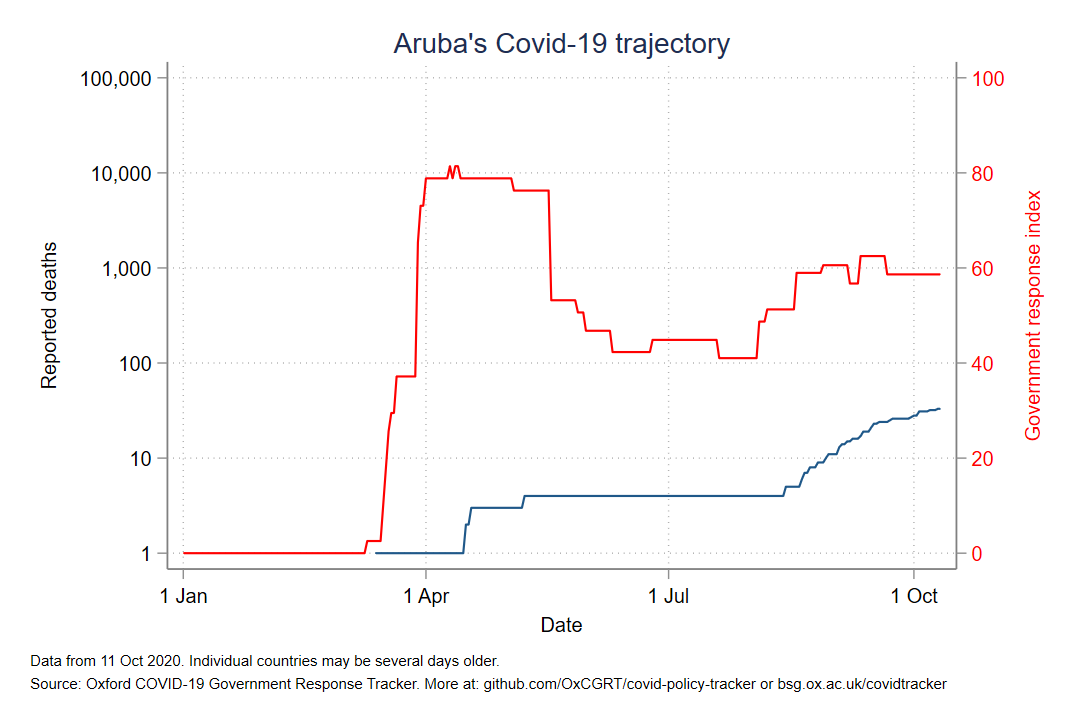 Aruba's Covid-19 trajectory
100,000
10,000
1,000
100
10
1
Reported deaths
100
80
60
40
20
0
Government response index
1 Jan
1 Apr
1 Jul
1 Oct
Date
Data from 11 Oct 2020. Individual countries may be several days older.
Source: Oxford COVID-19 Government Response Tracker. More at: github.com/OxCGRT/covid-policy-tracker or bsg.ox.ac.uk/covidtracker